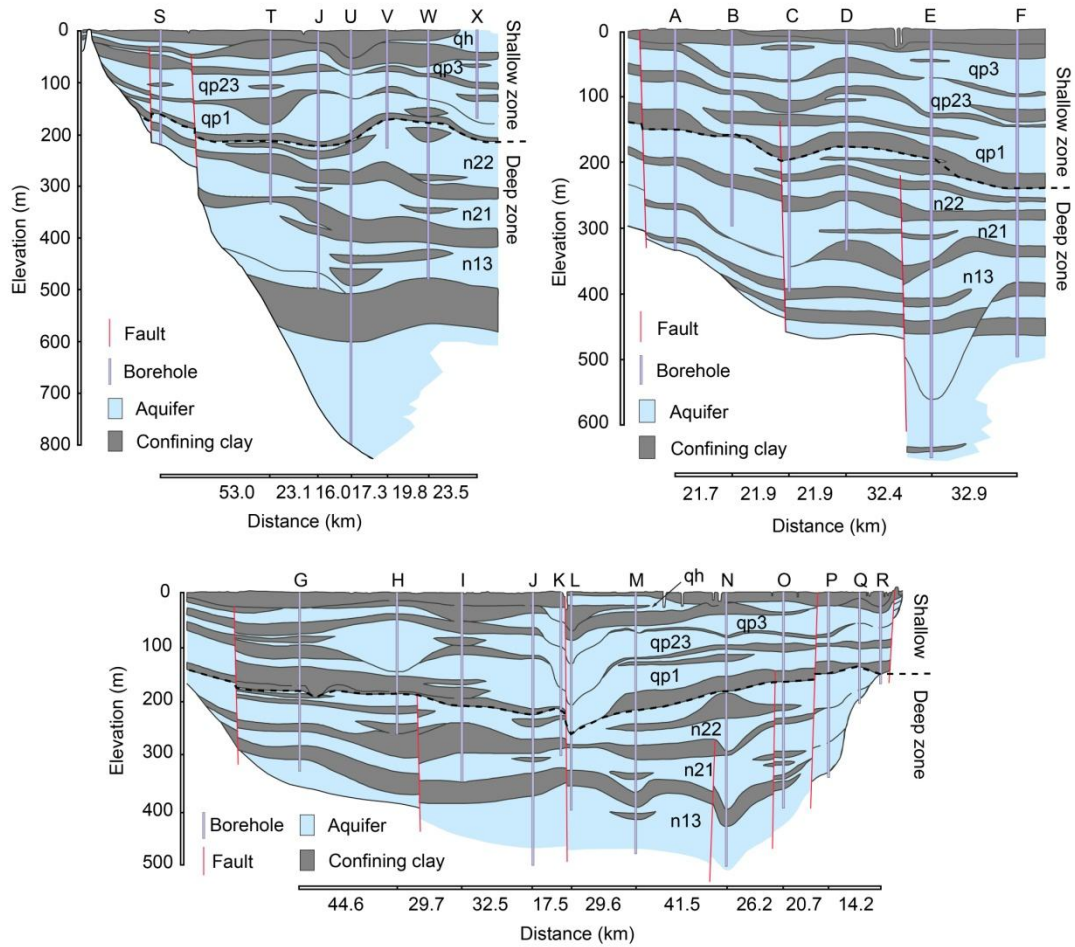 S T J U V W X
0
100
200
300
400
500
600
700
800
Elevation (m)
qh
qp3
qp23
qp1
n22
n21
n13
Shallow zone
Deep zone
Fault
Borehole
Aquifer
Confining clay
53.0 23.1 16.0 17.3 19.8 23.5
Distance (km)
A B C D E F
0
100
200
300
400
500
600
Elevation (m)
qp3
qp23
qp1
n22
n21
n13
Shallow zone
Deep zone
Fault
Borehole
Aquifer
Confining clay
21.7 21.9 21.9 32.4 32.9
Distance (km)
G H I J K L M qh N O P Q R
0
100
200
300
400
500
Elevation (m)
qp3
qp23
qp1
n22
n21
n13
Shallow
Deep zone
Borehole Aquifer
Fault Confining clay
44.6 29.7 32.5 17.5 29.6 41.5 26.2 20.7 14.2
Distance (km)